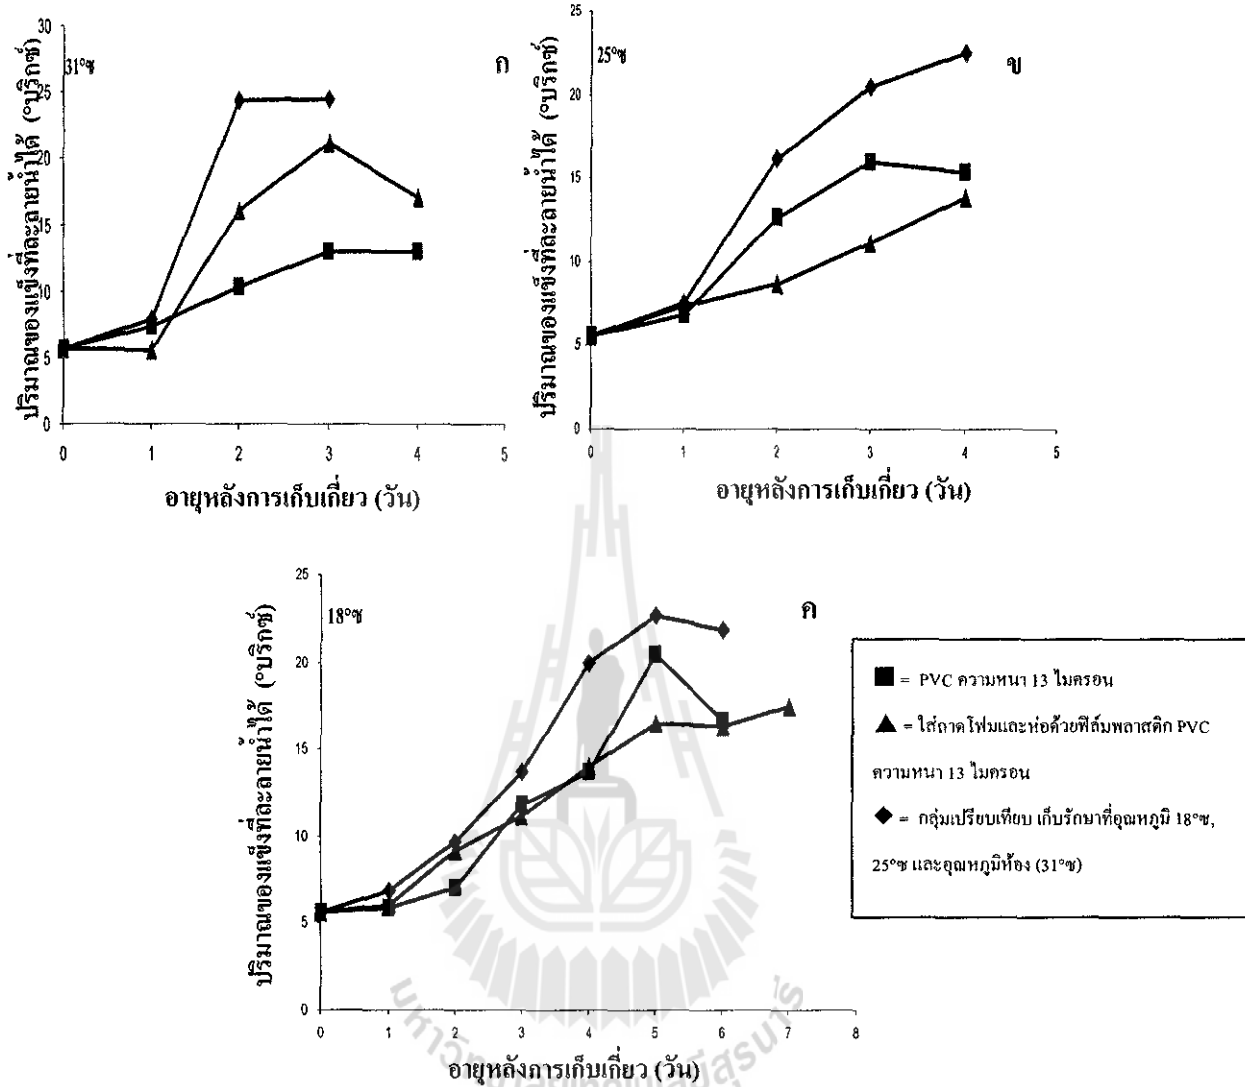 ปริมาณของแข็งที่ละลายน้ำได้ (°บริกซ์)
30
25
20
15
10
5
0
31°ซ
ก
0 1 2 3 4 5
อายุหลังการเก็บเกี่ยว (วัน)
ปริมาณของแข็งที่ละลายน้ำได้ (°บริกซ์)
25
20
15
10
5
0
25°ซ
ข
0 1 2 3 4 5
อายุหลังการเก็บเกี่ยว (วัน)
ปริมาณของแข็งที่ละลายน้ำได้ (°บริกซ์)
25
20
15
10
5
0
18°ซ
ค
0 1 2 3 4 5 6 7 8
อายุหลังการเก็บเกี่ยว (วัน)
= PVC ความหนา 13 ไมครอน
= ใส่ถาดโฟมและห่อด้วยฟิล์มพลาสติก PVC
ความหนา 13 ไมครอน
= กลุ่มเปรียบเทียบ เก็บรักษาที่อุณหภูมิ 18°ซ,
25°ซ และอุณหภูมิห้อง (31°ซ)